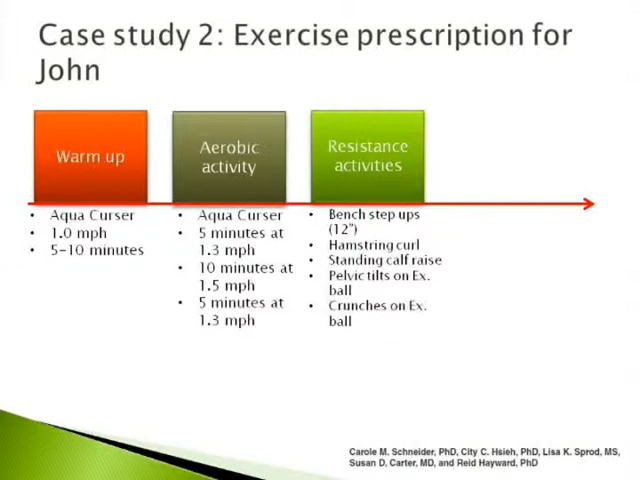 Case study 2: Exercise prescription for
John
Warm up
• Aqua Curser
• 1.0 mph
• 5-10 minutes
Aerobic
activity
• Aqua Curser
• 5 minutes at
1.3 mph
• 10 minutes at
1.5 mph
• 5 minutes at
1.3 mph
Resistance
activities
• Bench step ups
(12")
• Hamstring curl
• Standing calf raise
• Pelvic tilts on Ex.
ball
• Crunches on Ex.
ball
Carole M. Schneider, PhD, City C. Hsieh, PhD, Lisa K. Sprod, MS,
Susan D. Carter, MD, and Reid Hayward, PhD